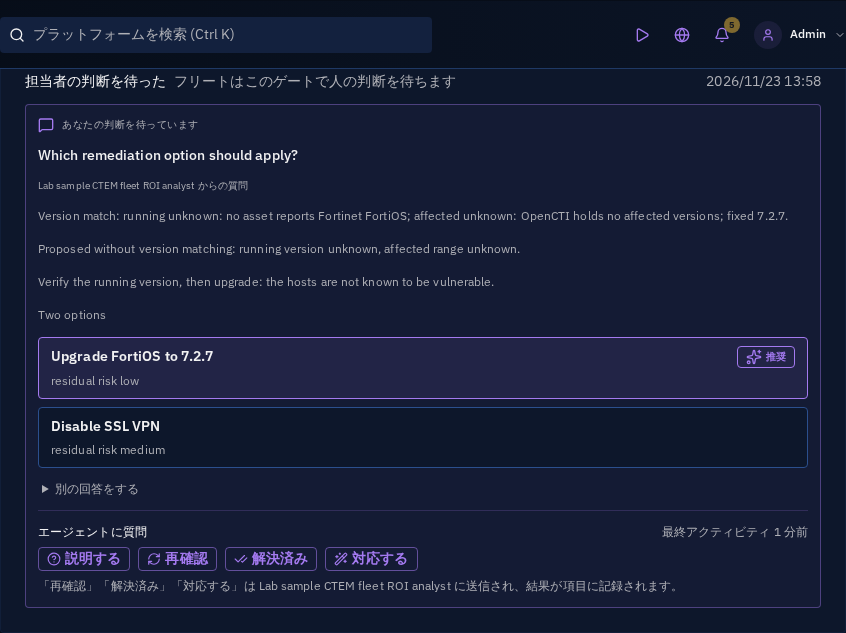 プラットフォームを検索 (Ctrl K)
5
Admin
担当者の判断を待った フリートはこのゲートで人の判断を待ちます 2026/11/23 13:58
あなたの判断を待っています
Which remediation option should apply?
Lab sample CTEM fleet ROI analyst からの質問
Version match: running unknown: no asset reports Fortinet FortiOS; affected unknown: OpenCTI holds no affected versions; fixed 7.2.7.
Proposed without version matching: running version unknown, affected range unknown.
Verify the running version, then upgrade: the hosts are not known to be vulnerable.
Two options
Upgrade FortiOS to 7.2.7 推奨
residual risk low
Disable SSL VPN
residual risk medium
別の回答をする
エージェントに質問 最終アクティビティ 1 分前
説明する 再確認 解決済み 対応する
「再確認」「解決済み」「対応する」は Lab sample CTEM fleet ROI analyst に送信され、結果が項目に記録されます。